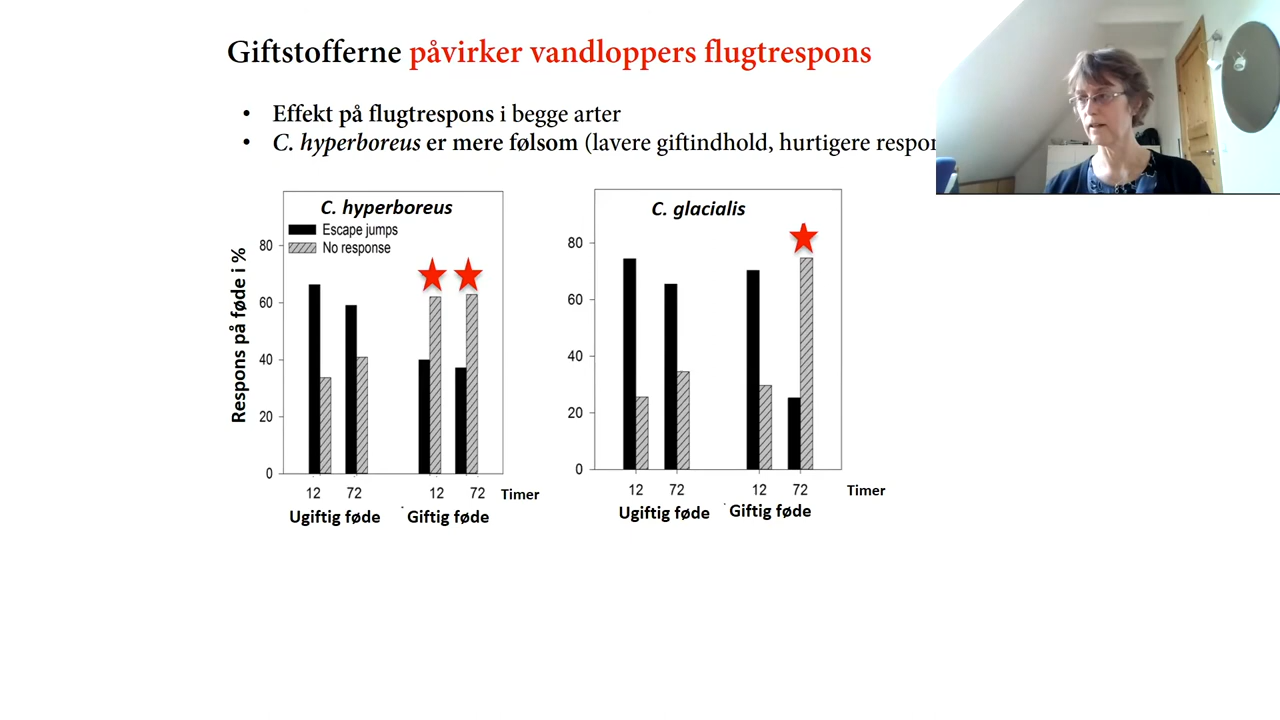 Giftstofferne påvirker vandloppers flugtrespons
• Effekt på flugtrespons i begge arter
• C. hyperboreus er mere følsom (lavere giftindhold, hurtigere respon
C. hyperboreus
Escape jumps
No response
Respons på føde i %
80
60
40
20
0
12 72 12 72 Timer
Ugiftig føde Giftig føde
C. glacialis
80
60
40
20
0
12 72 12 72 Timer
Ugiftig føde Giftig føde